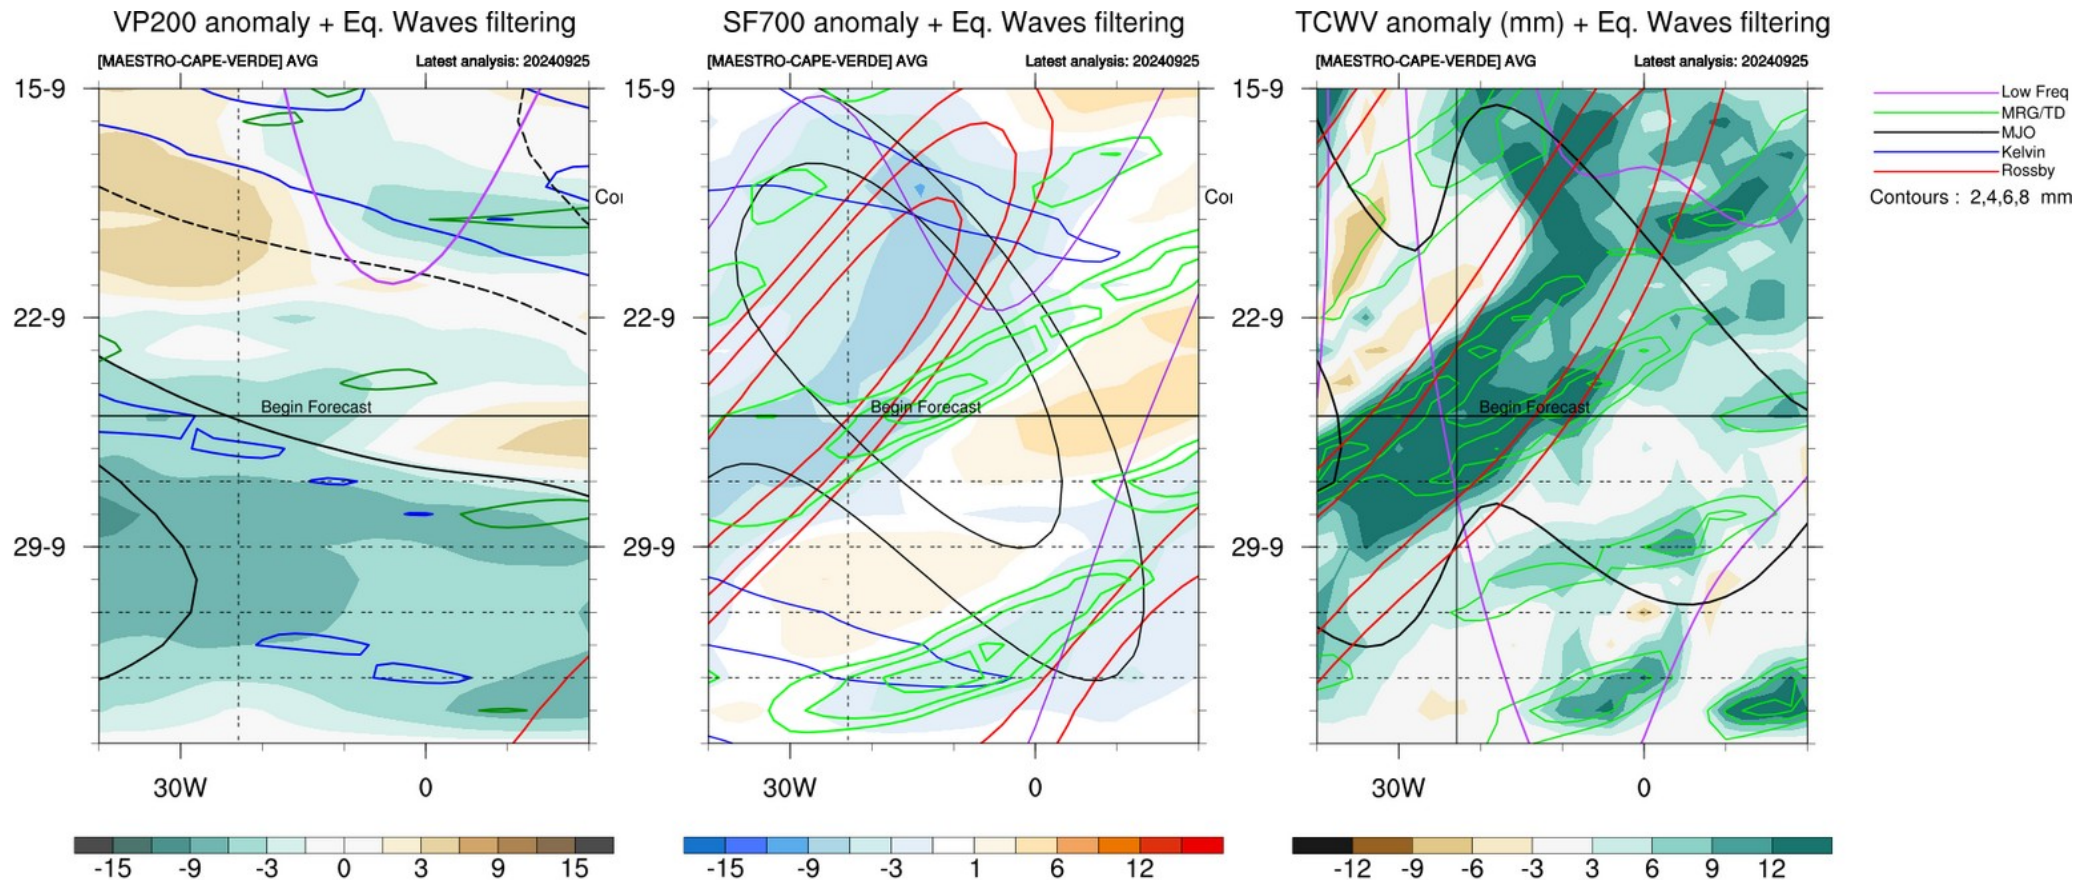 VP200 anomaly + Eq. Waves filtering
[MAESTRO-CAPE-VERDE] AVG
Latest analysis: 20240925
15-9
22-9
29-9
Begin Forecast
Coı
30W
0
-15 -9 -3 0 3 9 15
SF700 anomaly + Eq. Waves filtering
[MAESTRO-CAPE-VERDE] AVG
Latest analysis: 20240925
15-9
22-9
29-9
Begin Forecast
Coı
30W
0
-15 -9 -3 1 6 12
TCWV anomaly (mm) + Eq. Waves filtering
[MAESTRO-CAPE-VERDE] AVG
Latest analysis: 20240925
15-9
22-9
29-9
Begin Forecast
30W
0
-12 -9 -6 -3 3 6 9 12
Low Freq
MRG/TD
MJO
Kelvin
Rossby
Contours : 2,4,6,8 mm